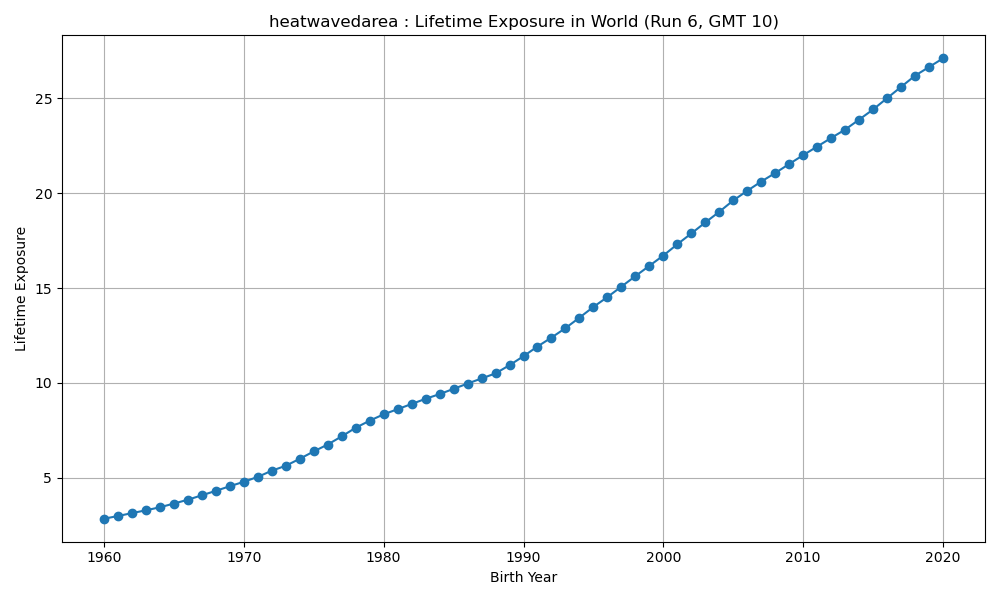 heatwavedarea : Lifetime Exposure in World (Run 6, GMT 10)
Lifetime Exposure
25
20
15
10
5
1960 1970 1980 1990 2000 2010 2020
Birth Year